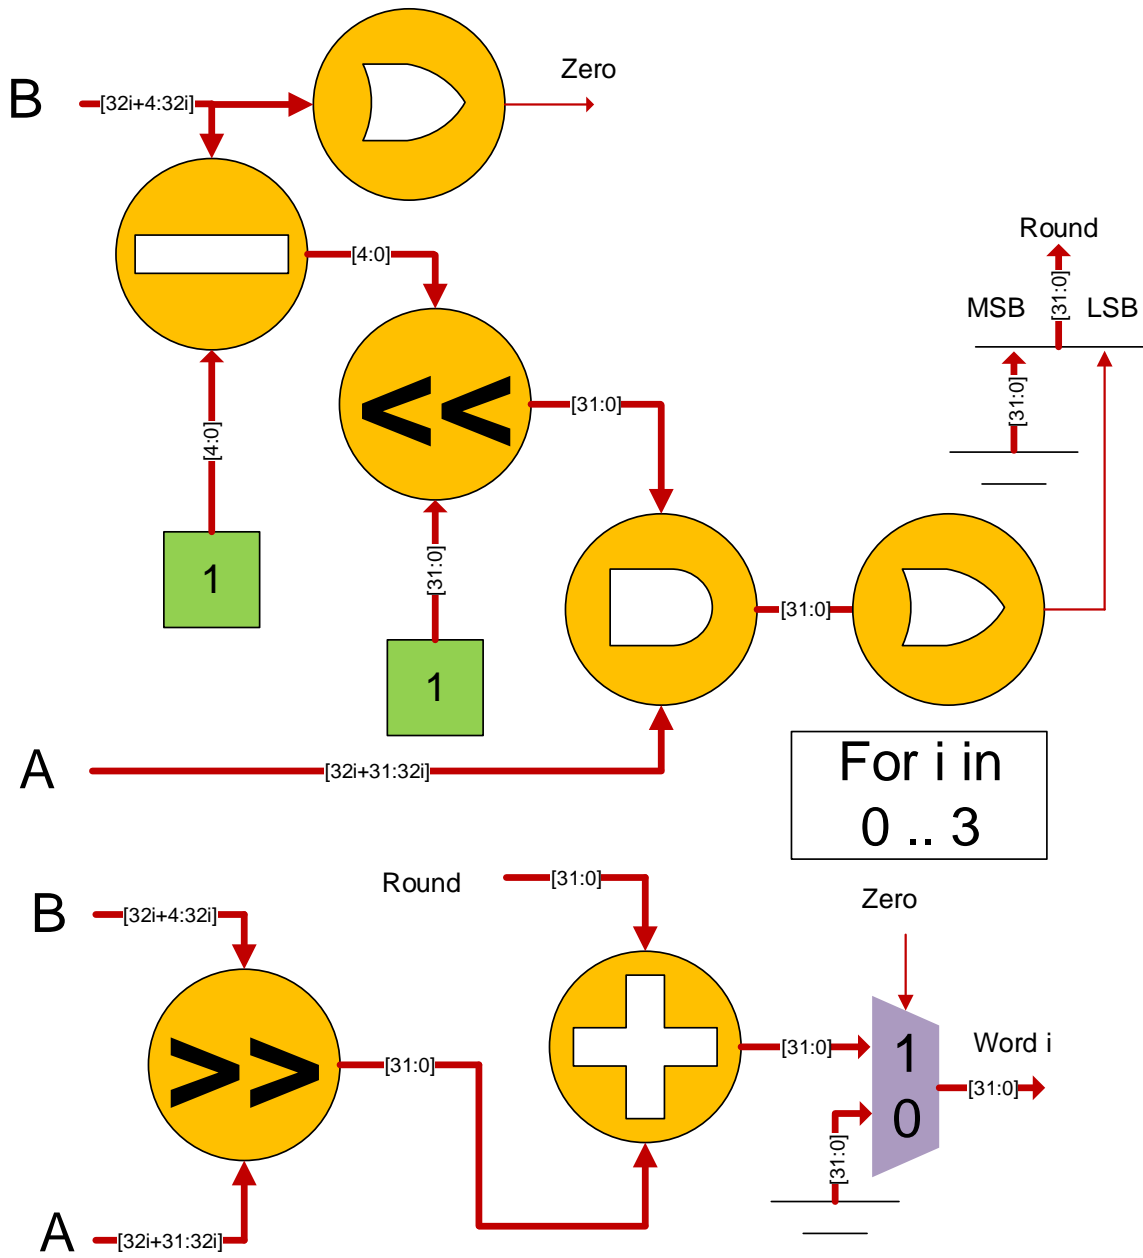 Zero
B
[32i+4:32i]
[4:0]
Round
[31:0]
MSB
LSB
[31:0]
[31:0]
<<
[4:0]
[31:0]
1
[31:0]
1
A
[32i+31:32i]
For i in
0 .. 3
Round
[31:0]
B
[32i+4:32i]
Zero
>>
[31:0]
[31:0]
1
0
Word i
[31:0]
[31:0]
A
[32i+31:32i]